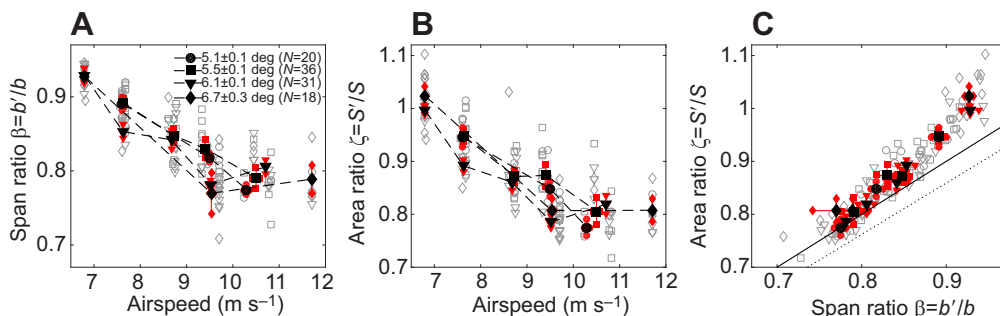 A
B
C
Span ratio β=b′/b
0.9
0.8
0.7
5.1±0.1 deg (N=20)
5.5±0.1 deg (N=36)
6.1±0.1 deg (N=31)
6.7±0.3 deg (N=18)
7 8 9 10 11 12
Airspeed (m s–1)
Area ratio ζ=S′/S
1.1
1
0.9
0.8
0.7
7 8 9 10 11 12
Airspeed (m s–1)
Area ratio ζ=S′/S
1.1
1
0.9
0.8
0.7
0.7 0.8 0.9
Span ratio β=b′/b